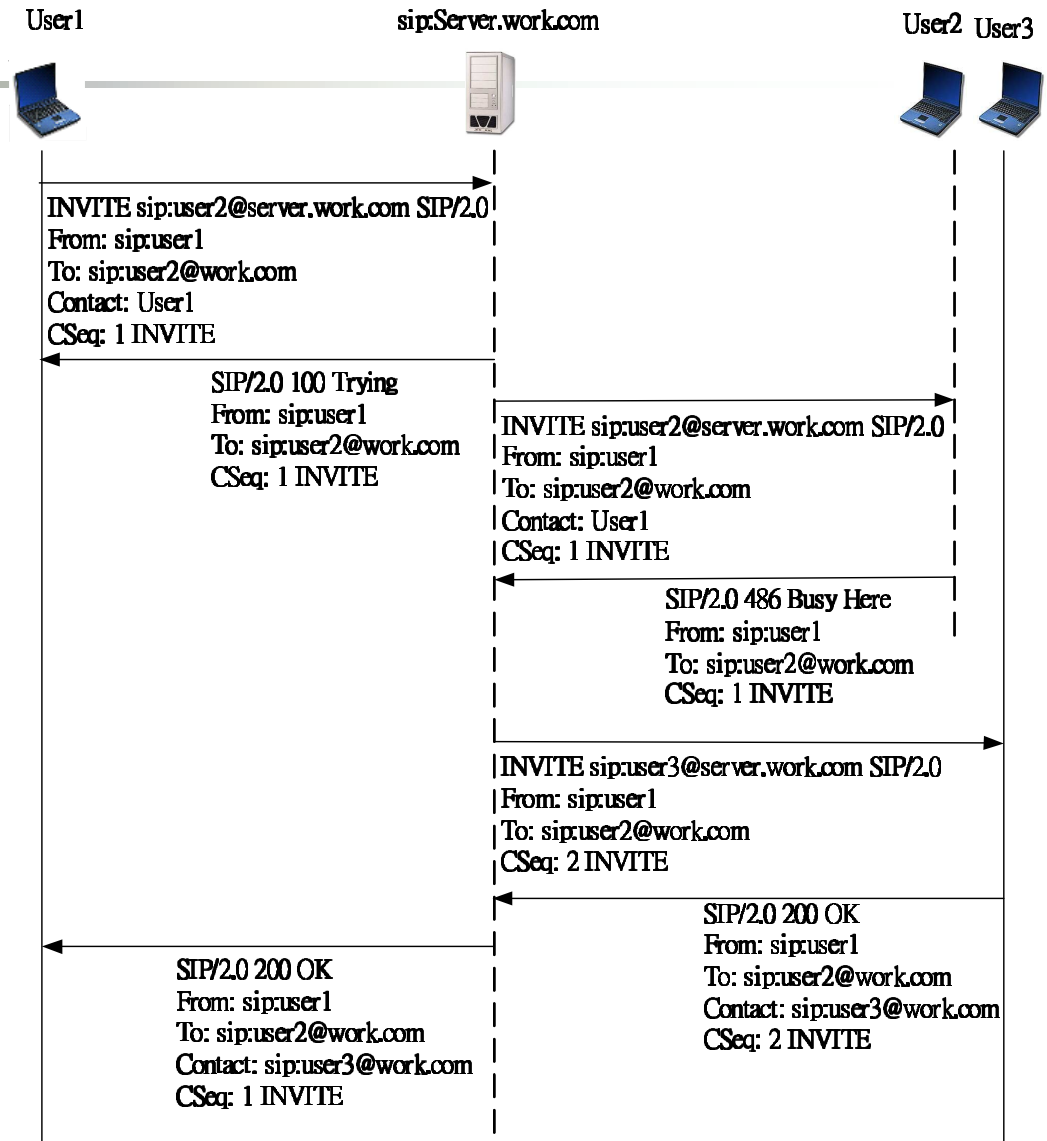 User1
sip:Server.work.com
User2
User3
INVITE sip:user2@server.work.com SIP/2.0
From: sip:user1
To: sip:user2@work.com
Contact: User1
CSeq: 1 INVITE
SIP/2.0 100 Trying
From: sip:user1
To: sip:user2@work.com
CSeq: 1 INVITE
INVITE sip:user2@server.work.com SIP/2.0
From: sip:user1
To: sip:user2@work.com
Contact: User1
CSeq: 1 INVITE
SIP/2.0 486 Busy Here
From: sip:user1
To: sip:user2@work.com
CSeq: 1 INVITE
INVITE sip:user3@server.work.com SIP/2.0
From: sip:user1
To: sip:user2@work.com
CSeq: 2 INVITE
SIP/2.0 200 OK
From: sip:user1
To: sip:user2@work.com
Contact: sip:user3@work.com
CSeq: 2 INVITE
SIP/2.0 200 OK
From: sip:user1
To: sip:user2@work.com
Contact: sip:user3@work.com
CSeq: 1 INVITE